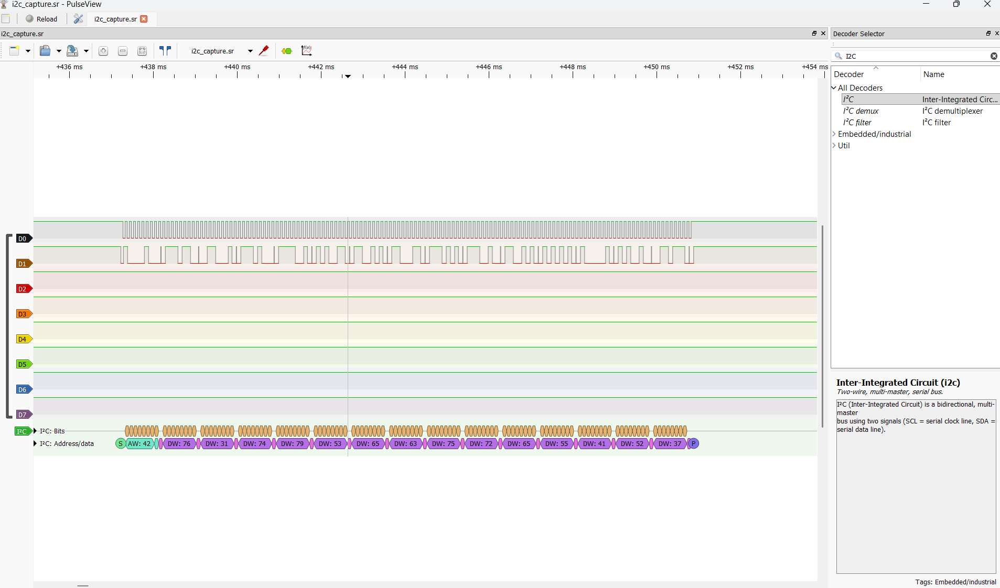 i2c_capture.sr - PulseView
Reload
i2c_capture.sr
i2c_capture.sr
i2c_capture.sr
f(x)
+436 ms +438 ms +440 ms +442 ms +444 ms +446 ms +448 ms +450 ms +452 ms +454 ms
D0
D1
D2
D3
D4
D5
D6
D7
I²C I²C: Bits
I²C: Address/data S AW: 42 DW: 76 DW: 31 DW: 74 DW: 79 DW: 53 DW: 65 DW: 63 DW: 75 DW: 72 DW: 65 DW: 55 DW: 41 DW: 52 DW: 37 P
Decoder Selector
I2C
Decoder Name
All Decoders
I²C Inter-Integrated Circ...
I²C demux I²C demultiplexer
I²C filter I²C filter
Embedded/industrial
Util
Inter-Integrated Circuit (i2c)
Two-wire, multi-master, serial bus.
I²C (Inter-Integrated Circuit) is a bidirectional, multi-
master
bus using two signals (SCL = serial clock line, SDA =
serial data line).
Tags: Embedded/industrial